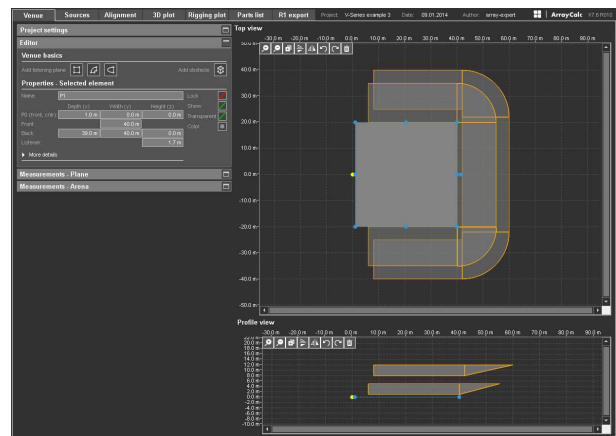 Venue Sources Alignment 3D plot Rigging plot Parts list R1 export Project: V-Series example 3 Date: 09.01.2014 Author: array-expert ArrayCalc
Project settings
Editor
Venue basics
Add listening plane Add obstacle
Properties - Selected element
Name P1 Lock
Depth (x) Width (y) Height (z) Show
P0 (front, cntr.) 1.0 m 0.0 m 0.0 m Transparent
Front 40.0 m Color
Back 39.0 m 40.0 m 0.0 m
Listener 1.7 m
More details
Measurements - Plane
Measurements - Arena
Top view
-30,0 m -20,0 m -10,0 m 0,0 m 10,0 m 20,0 m 30,0 m 40,0 m 50,0 m 60,0 m 70,0 m 80,0 m 90,0 m
50.0 m
40.0 m
30.0 m
20.0 m
10.0 m
0.0 m
-10.0 m
-20.0 m
-30.0 m
-40.0 m
-50.0 m
Profile view
-30,0 m -20,0 m -10,0 m 0,0 m 10,0 m 20,0 m 30,0 m 40,0 m 50,0 m 60,0 m 70,0 m 80,0 m 90,0 m
20.0 m
18.0 m
16.0 m
14.0 m
12.0 m
10.0 m
8.0 m
6.0 m
4.0 m
2.0 m
0.0 m
-2.0 m
-4.0 m
-6.0 m
-8.0 m
-10.0 m